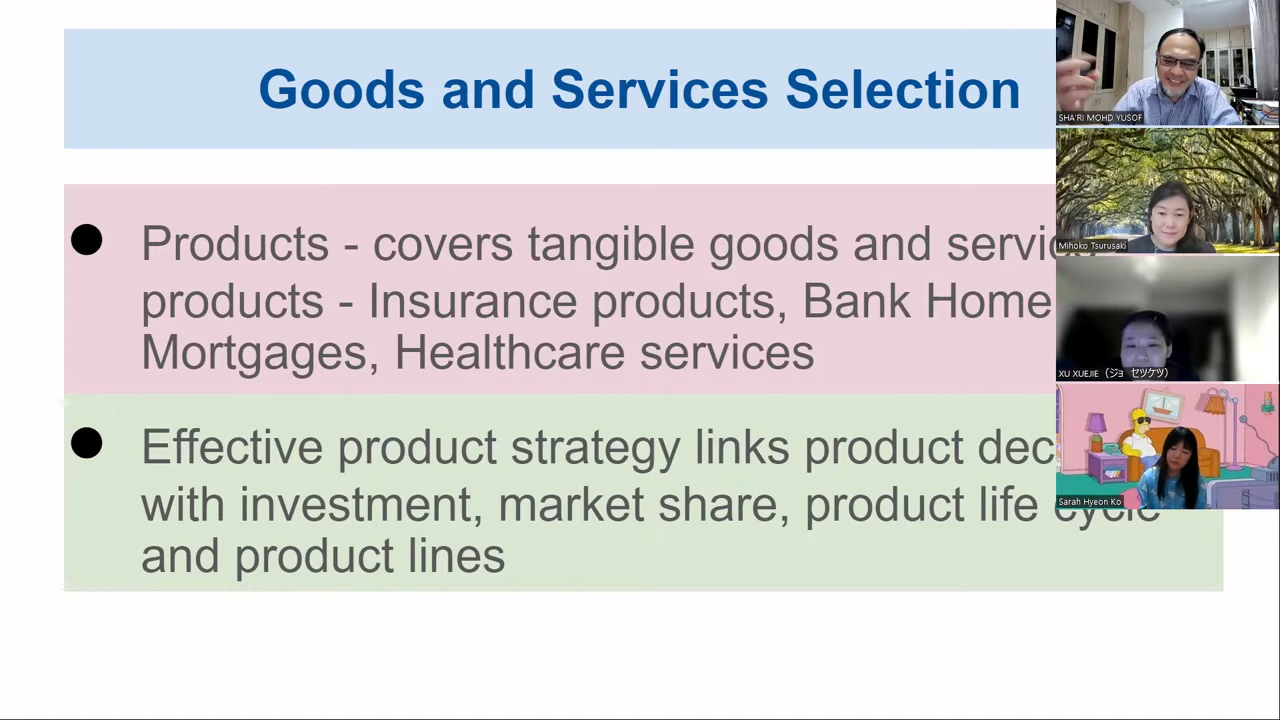 Goods and Services Selection
Products - covers tangible goods and
products - Insurance products, Bank Home
Mortgages, Healthcare services
Effective product strategy links product
with investment, market share, product life cycle
and product lines
SHA'RI MOHD YUSOF
Mihoko Tsurusaki
XU XUEJIE (ジョ セツケツ)
Sarah Hyeon Ko